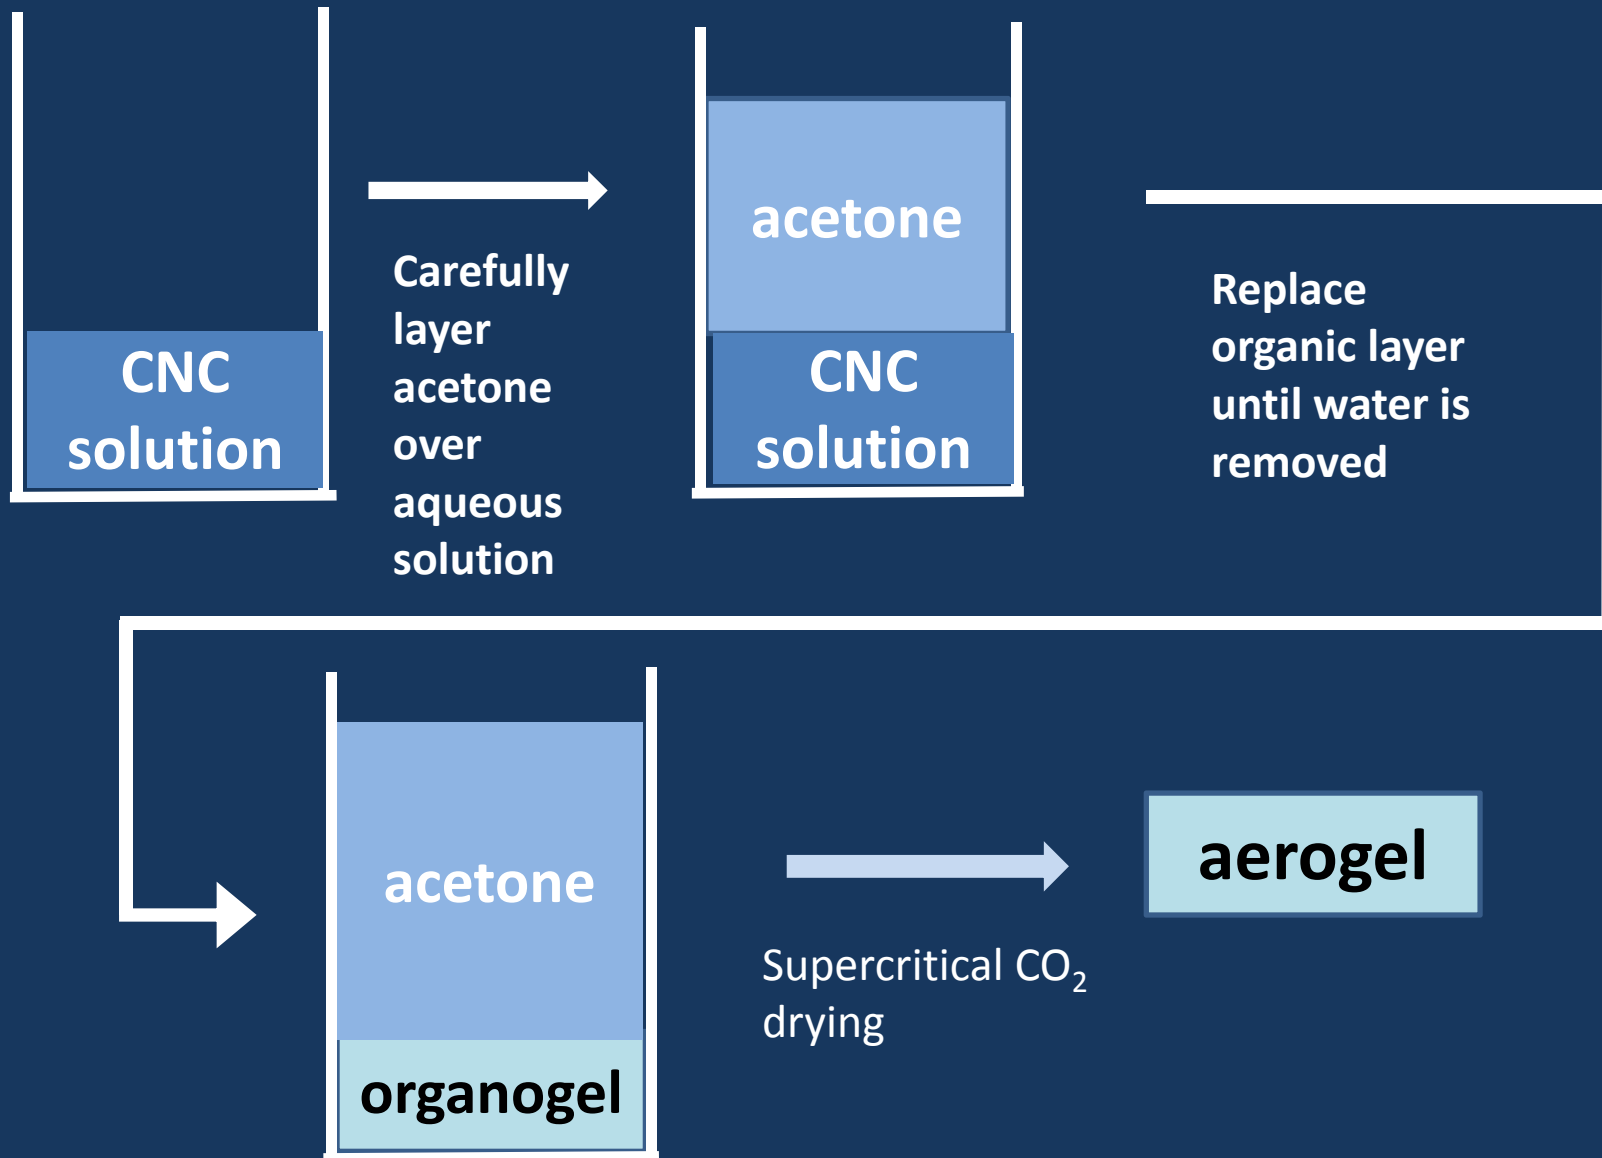 CNC
solution
Carefully
layer
acetone
over
aqueous
solution
acetone
CNC
solution
Replace
organic layer
until water is
removed
acetone
organogel
Supercritical CO₂
drying
aerogel